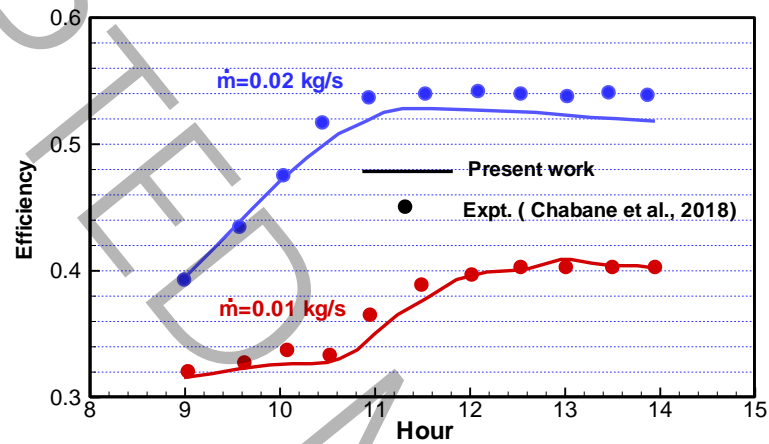 0.6
0.5
0.4
0.3
Efficiency
ṁ=0.02 kg/s
Present work
Expt. ( Chabane et al., 2018)
ṁ=0.01 kg/s
8 9 10 11 12 13 14 15
Hour